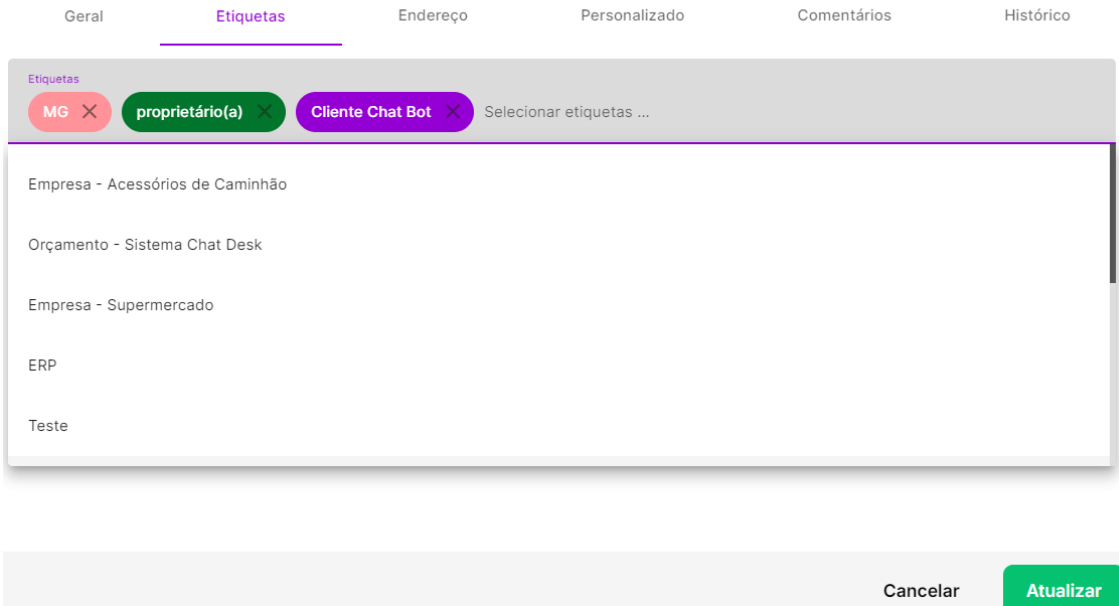 Geral Etiquetas Endereço Personalizado Comentários Histórico
Etiquetas
MG proprietário(a) Cliente Chat Bot Selecionar etiquetas ...
Empresa - Acessórios de Caminhão
Orçamento - Sistema Chat Desk
Empresa - Supermercado
ERP
Teste
Cancelar Atualizar